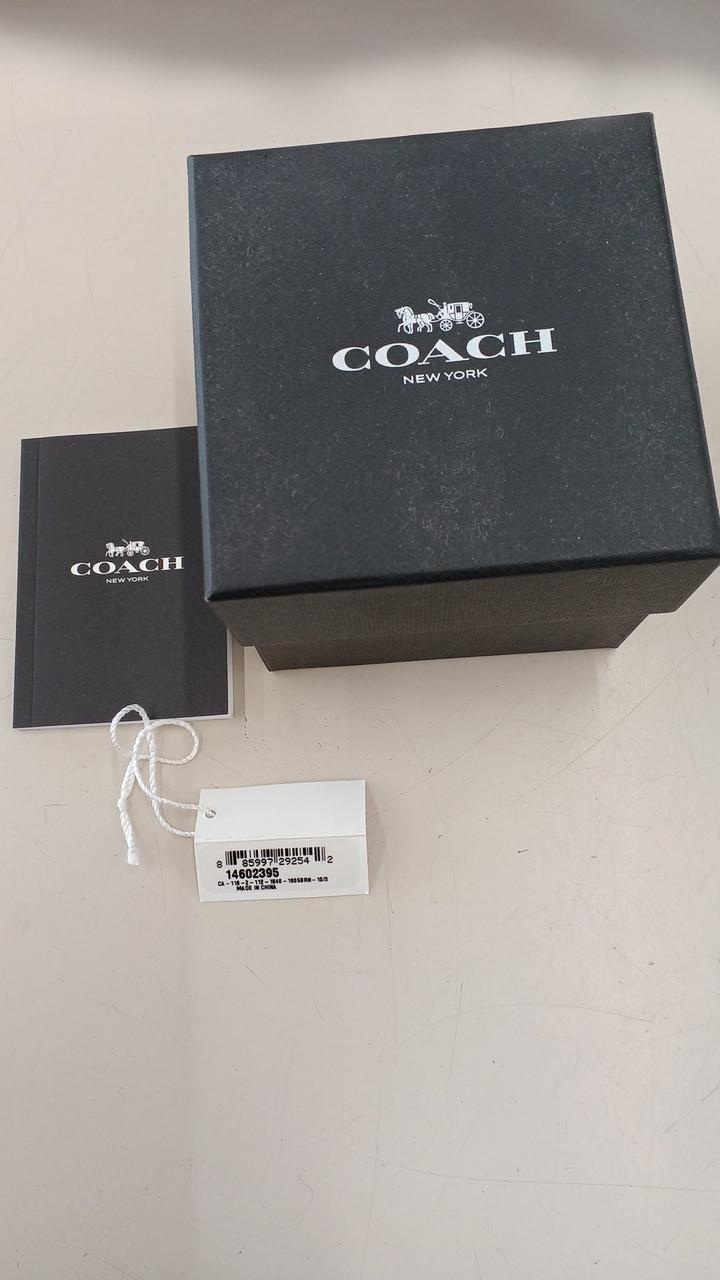 COACH
NEW YORK
COACH
NEW YORK
8 85997 29254 2
14602395
MADE IN CHINA